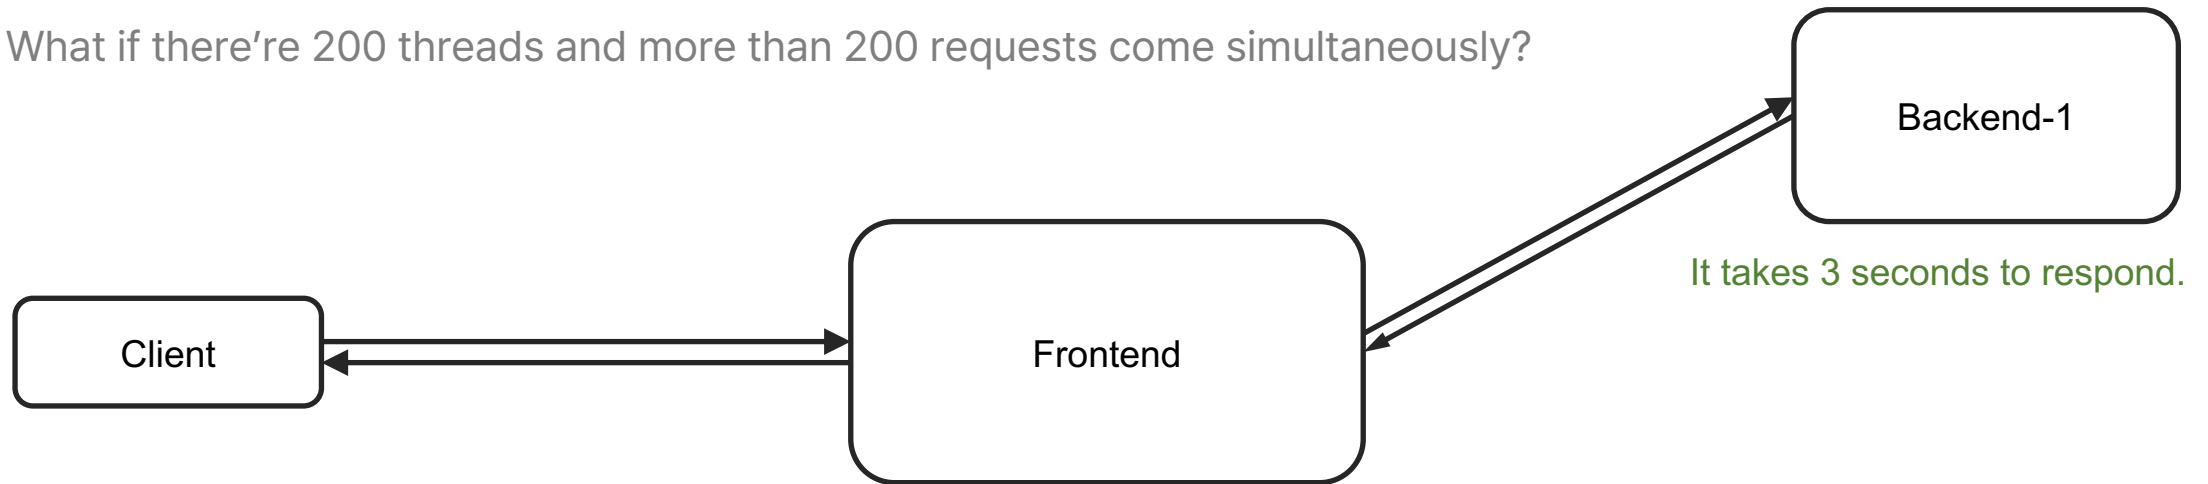 What if there’re 200 threads and more than 200 requests come simultaneously?
Backend-1
It takes 3 seconds to respond.
Client
Frontend